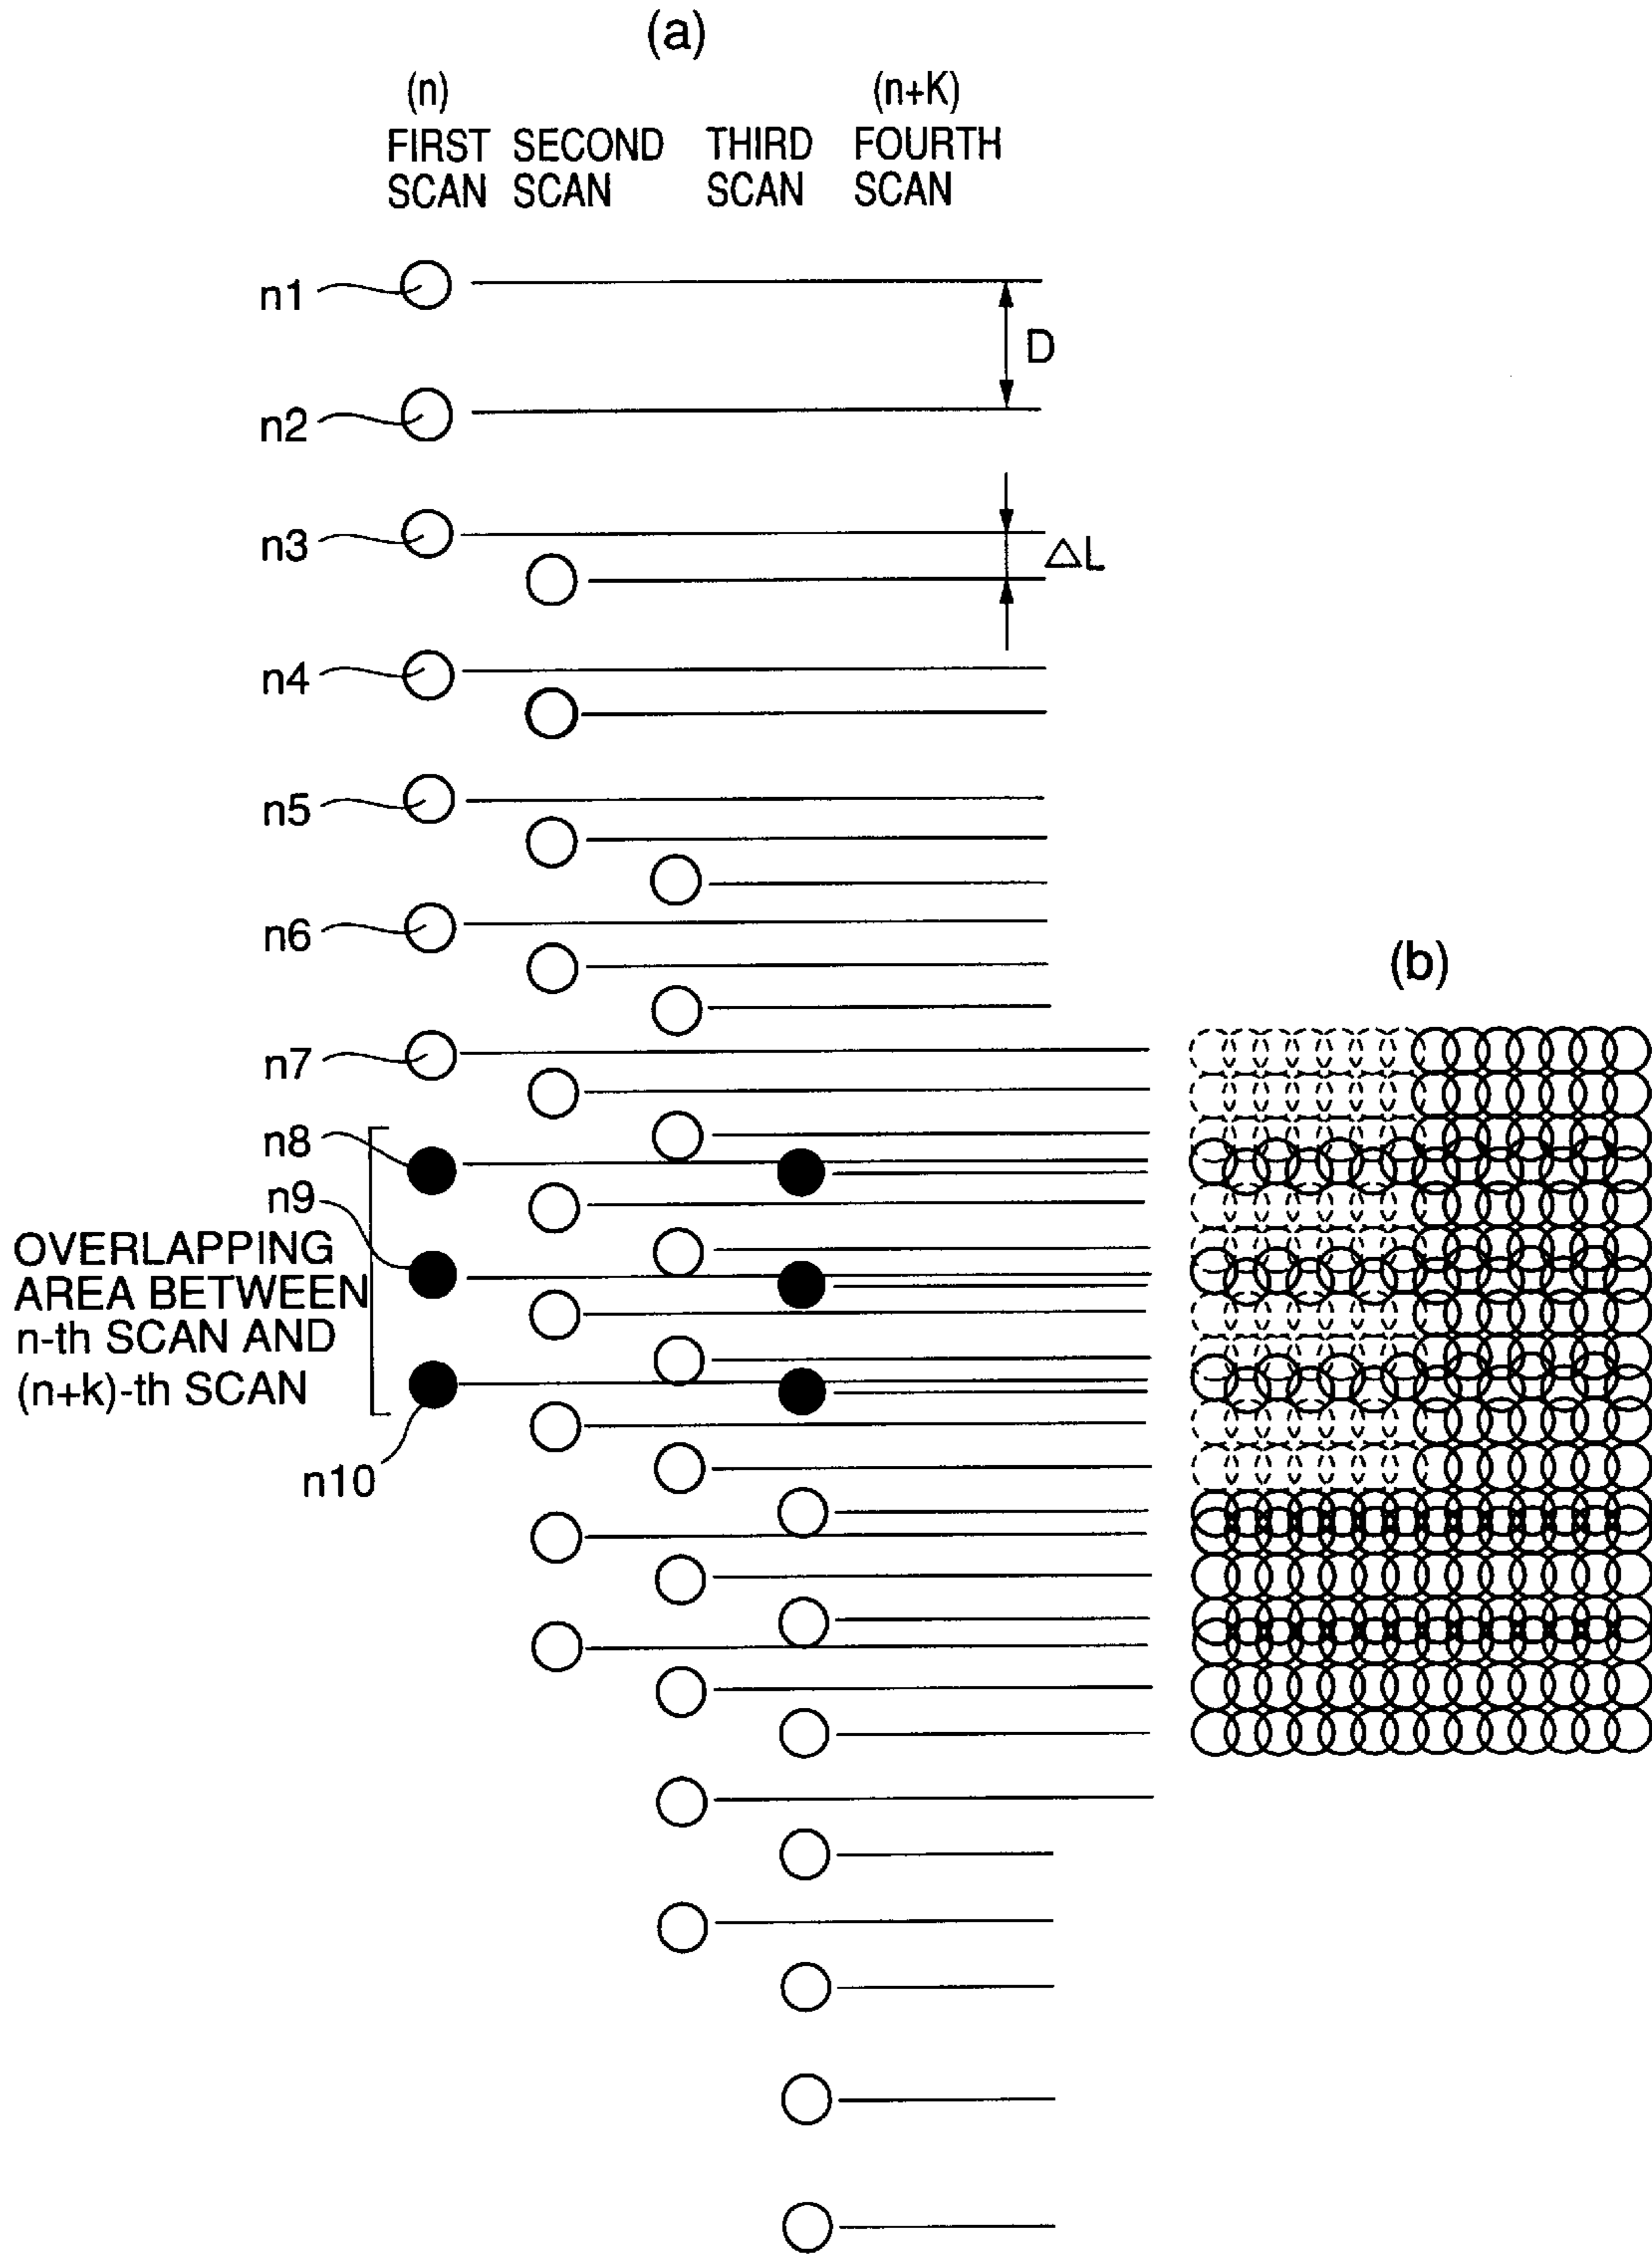 (a)
(n)
(n+K)
FIRST SCAN
SECOND SCAN
THIRD SCAN
FOURTH SCAN
n1
D
n2
n3
△L
n4
n5
n6
(b)
n7
n8
n9
OVERLAPPING
AREA BETWEEN
n-th SCAN AND
(n+k)-th SCAN
n10